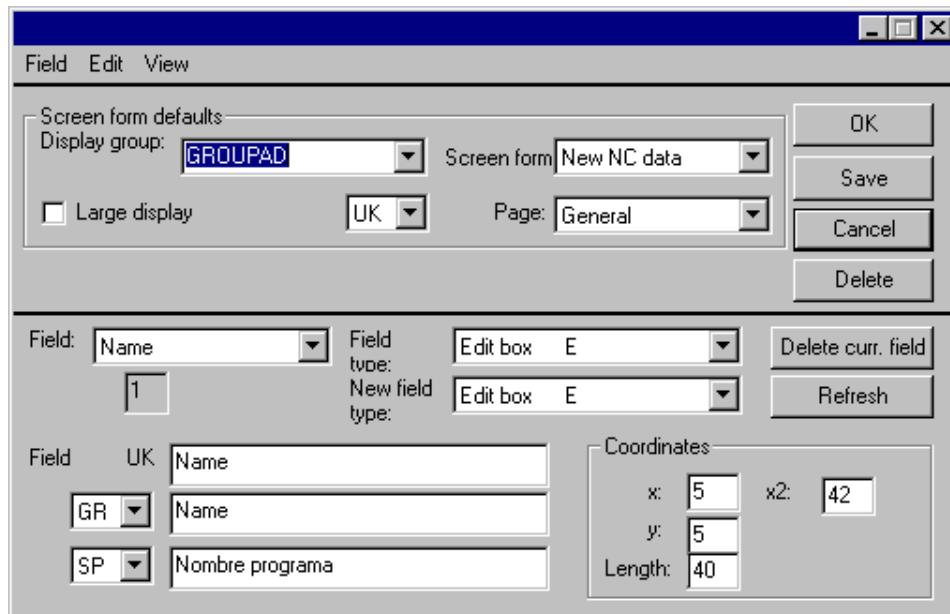 Field Edit View
Screen form defaults
Display group: GROUPAD Screen form New NC data
Large display UK Page: General
OK
Save
Cancel
Delete
Field: Name Field type: Edit box E Delete curr. field
1 New field type: Edit box E Refresh
Field UK Name
GR Name
SP Nombre programa
Coordinates
x: 5 x2: 42
y: 5
Length: 40